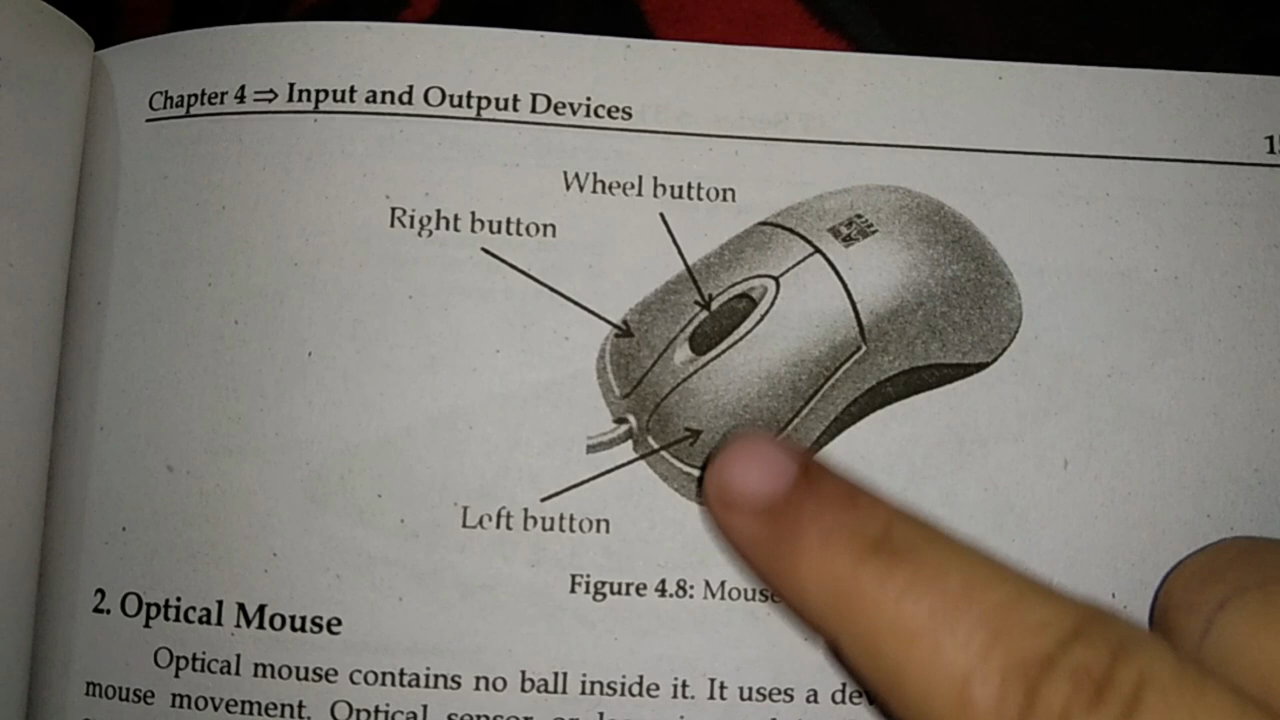 Chapter 4 ⇒ Input and Output Devices
Wheel button
Right button
Left button
Figure 4.8: Mouse
2. Optical Mouse
Optical mouse contains no ball inside it. It uses a
mouse movement. Optical